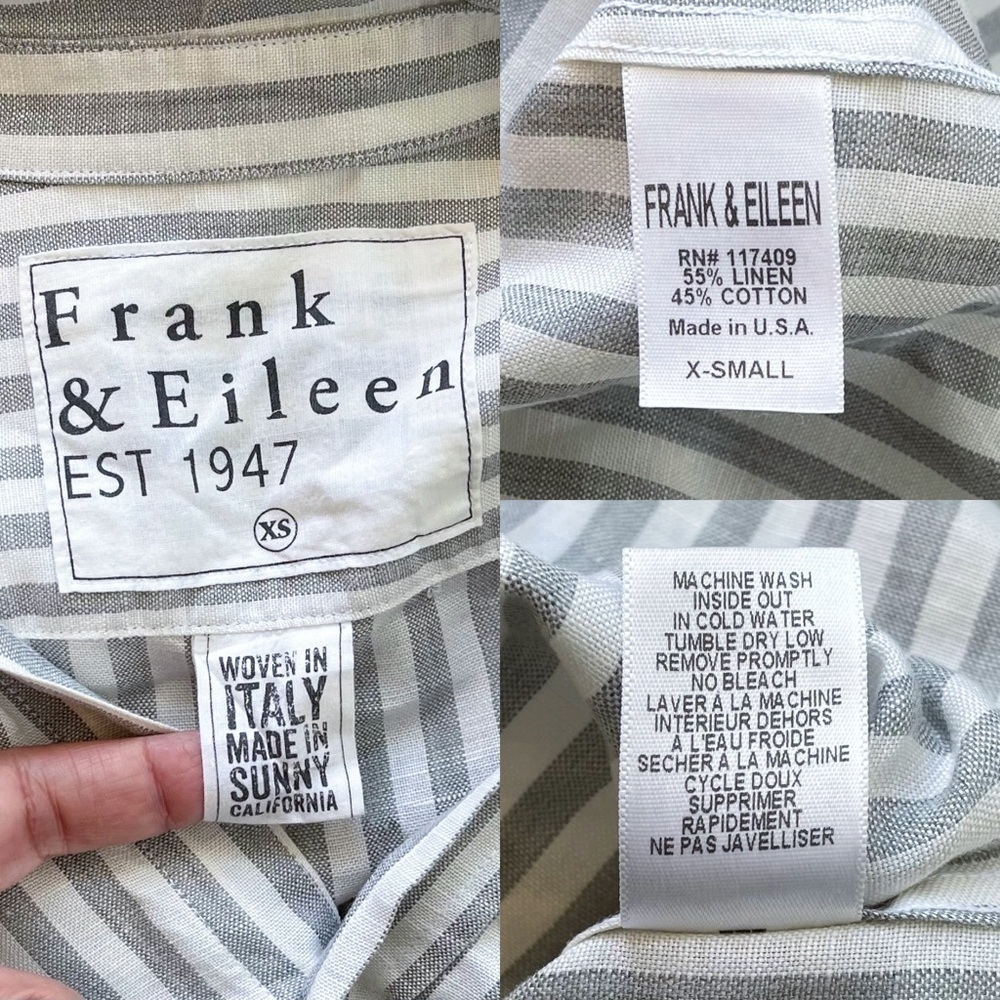 Frank
& Eileen
EST 1947
XS
WOVEN IN
ITALY
MADE IN
SUNNY
CALIFORNIA
FRANK & EILEEN
RN# 117409
55% LINEN
45% COTTON
Made in U.S.A.
X-SMALL
MACHINE WASH
INSIDE OUT
IN COLD WATER
TUMBLE DRY LOW
REMOVE PROMPTLY
NO BLEACH
LAVER À LA MACHINE
INTERIEUR DEHORS
À L'EAU FROIDE
SECHER À LA MACHINE
CYCLE DOUX
SUPPRIMER
RAPIDEMENT
NE PAS JAVELLISER